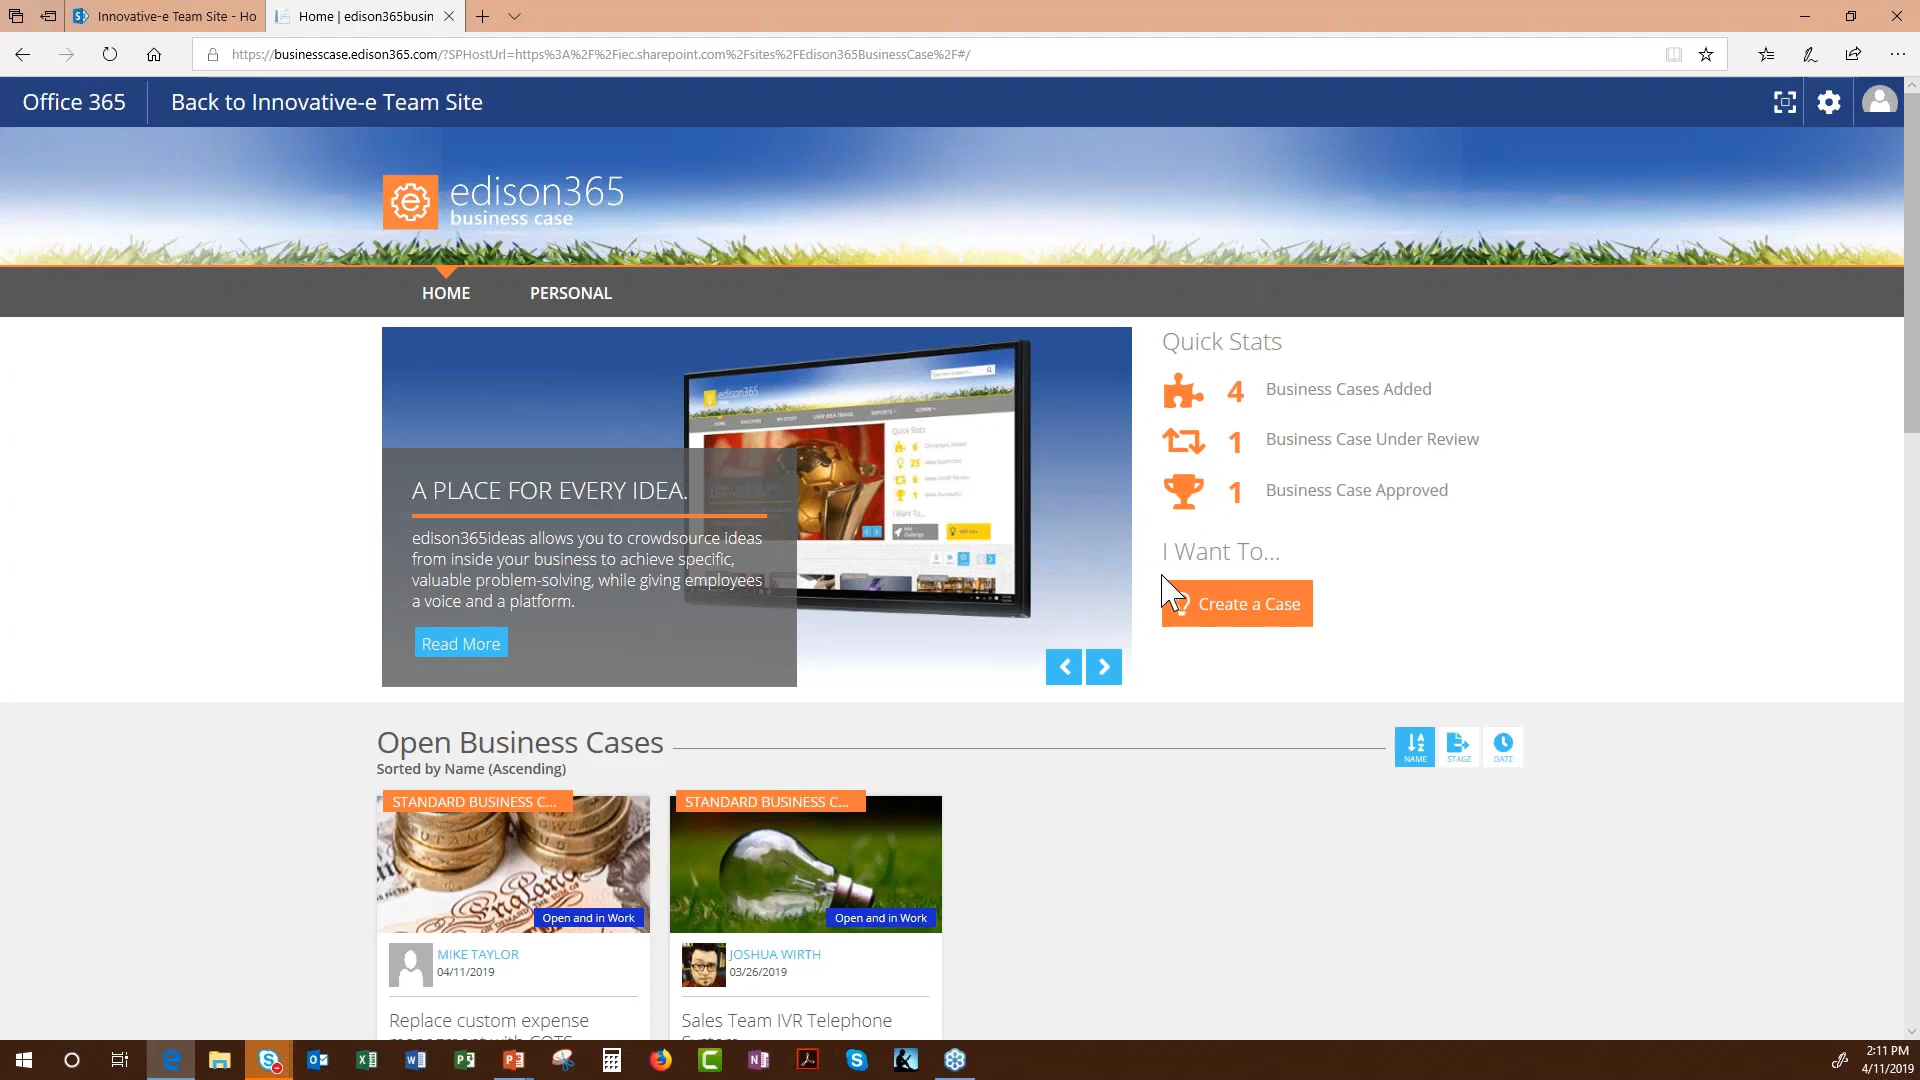 Innovative-e Team Site - Ho
Home | edison365busin
https://businesscase.edison365.com/?SPHostUrl=https%3A%2F%2Fiec.sharepoint.com%2Fsites%2FEdison365BusinessCase%2F#/
Office 365
Back to Innovative-e Team Site
edison365
business case
HOME
PERSONAL
A PLACE FOR EVERY IDEA.
edison365ideas allows you to crowdsource ideas
from inside your business to achieve specific,
valuable problem-solving, while giving employees
a voice and a platform.
Read More
Quick Stats
4 Business Cases Added
1 Business Case Under Review
1 Business Case Approved
I Want To...
Create a Case
Open Business Cases
Sorted by Name (Ascending)
NAME
STAGE
DATE
STANDARD BUSINESS C...
Open and in Work
MIKE TAYLOR
04/11/2019
Replace custom expense
STANDARD BUSINESS C...
Open and in Work
JOSHUA WIRTH
03/26/2019
Sales Team IVR Telephone
2:11 PM
4/11/2019